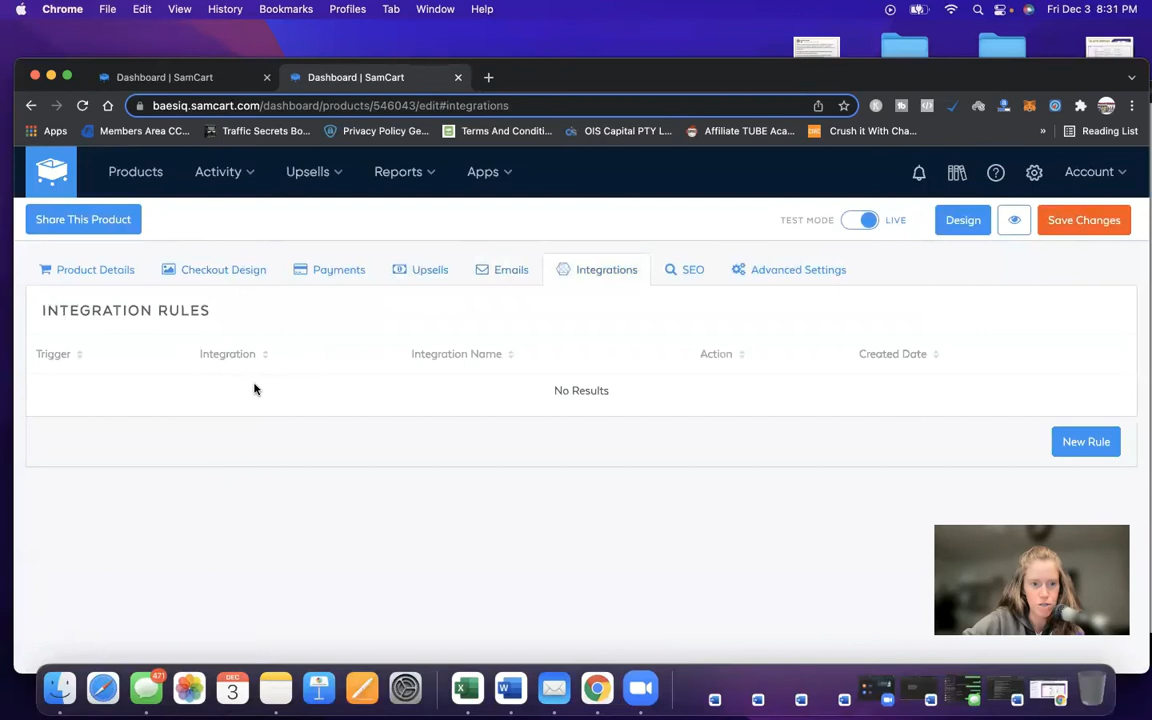 Chrome File Edit View History Bookmarks Profiles Tab Window Help Fri Dec 3 8:31 PM
Dashboard | SamCart Dashboard | SamCart
baesiq.samcart.com/dashboard/products/546043/edit#integrations
Apps Members Area CC... Traffic Secrets Bo... Privacy Policy Ge... Terms And Conditi... OIS Capital PTY L... Affiliate TUBE Aca... Crush it With Cha... » Reading List
Products Activity Upsells Reports Apps Account
Share This Product TEST MODE LIVE Design Save Changes
Product Details Checkout Design Payments Upsells Emails Integrations SEO Advanced Settings
INTEGRATION RULES
Trigger Integration Integration Name Action Created Date
No Results
New Rule
471
DEC
3